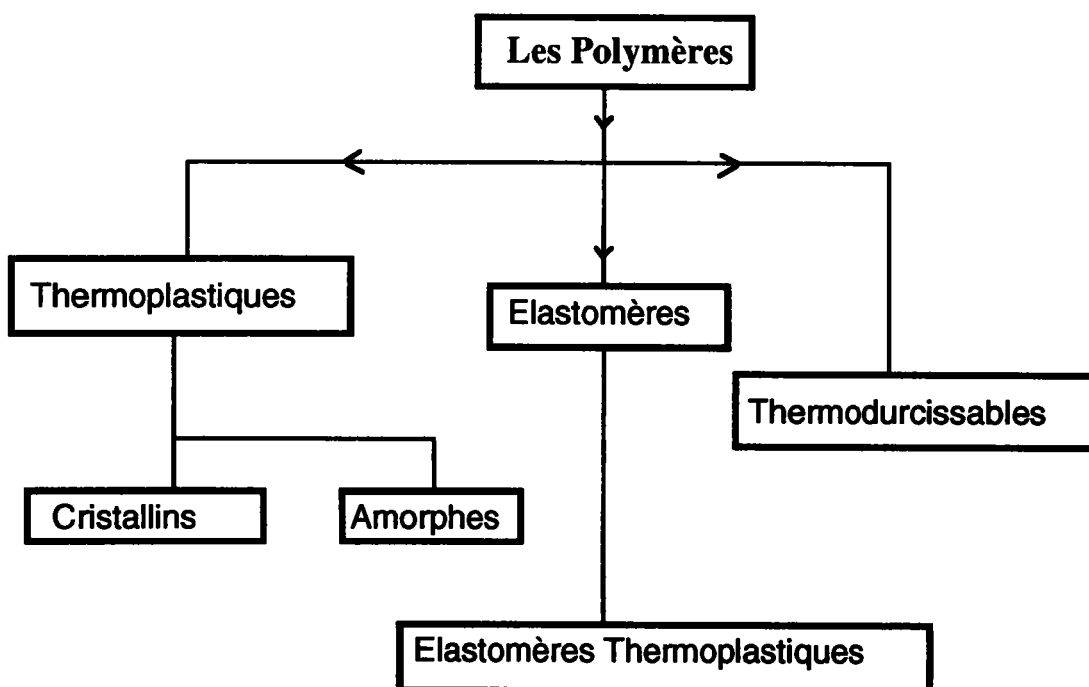 Les Polymères
Thermoplastiques
Elastomères
Thermodurcissables
Cristallins
Amorphes
Elastomères Thermoplastiques